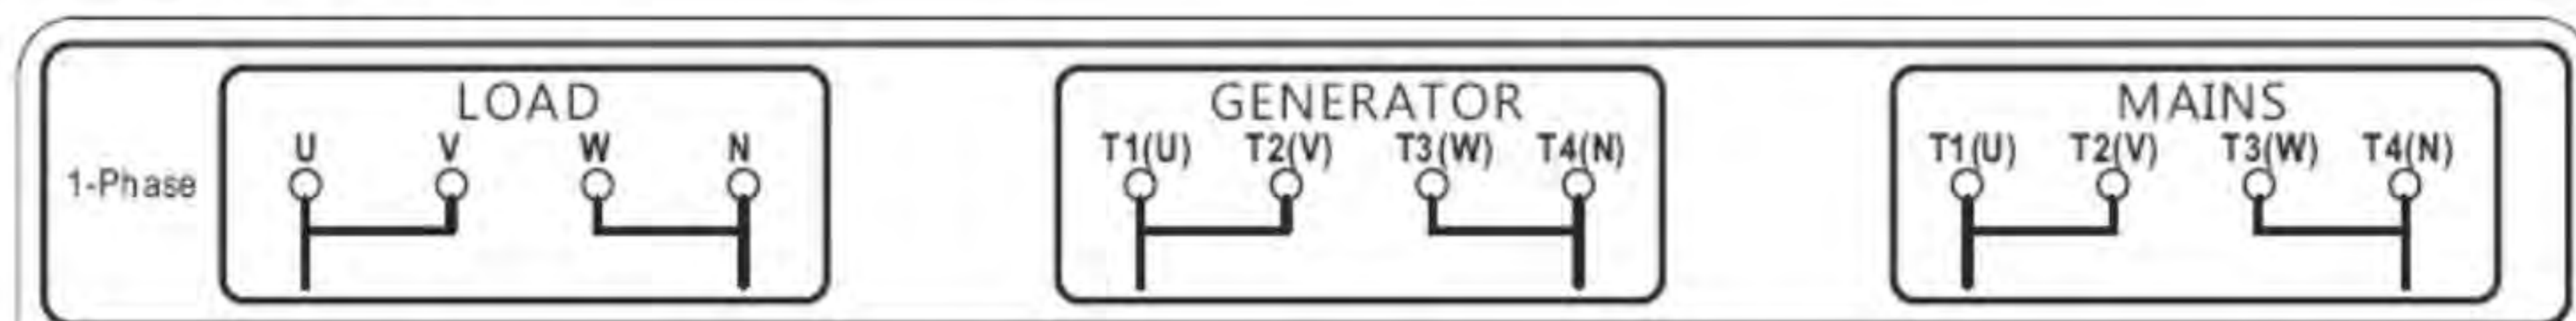 LOAD GENERATOR MAINS
U V W N T1(U) T2(V) T3(W) T4(N) T1(U) T2(V) T3(W) T4(N)
1-Phase